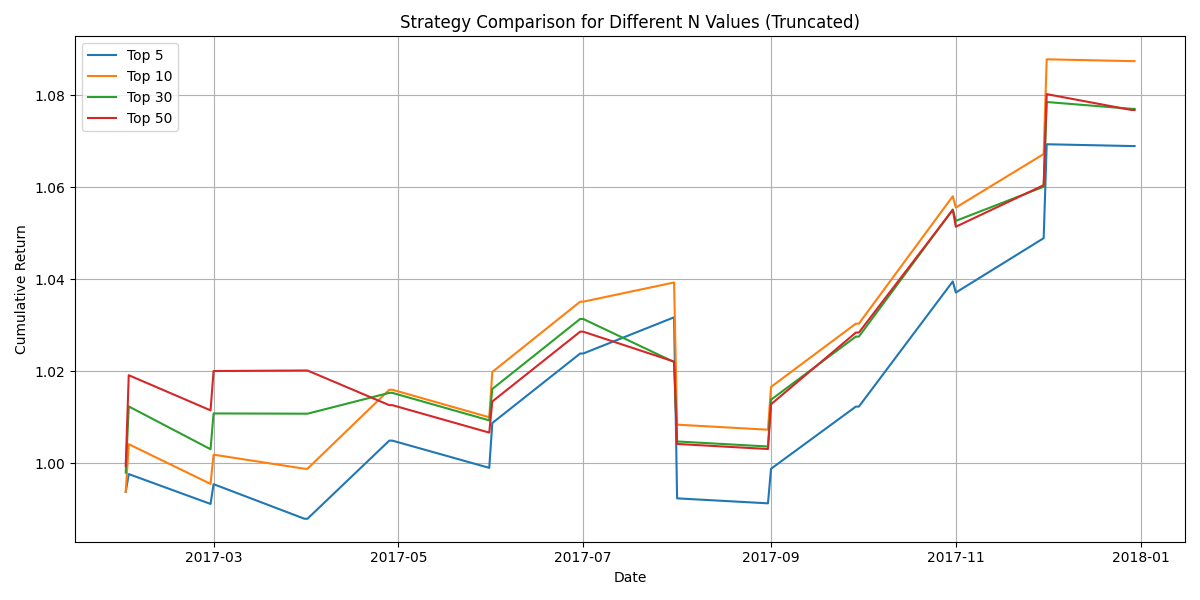 Strategy Comparison for Different N Values (Truncated)
Top 5
Top 10
Top 30
Top 50
Cumulative Return
1.08
1.06
1.04
1.02
1.00
2017-03
2017-05
2017-07
2017-09
2017-11
2018-01
Date